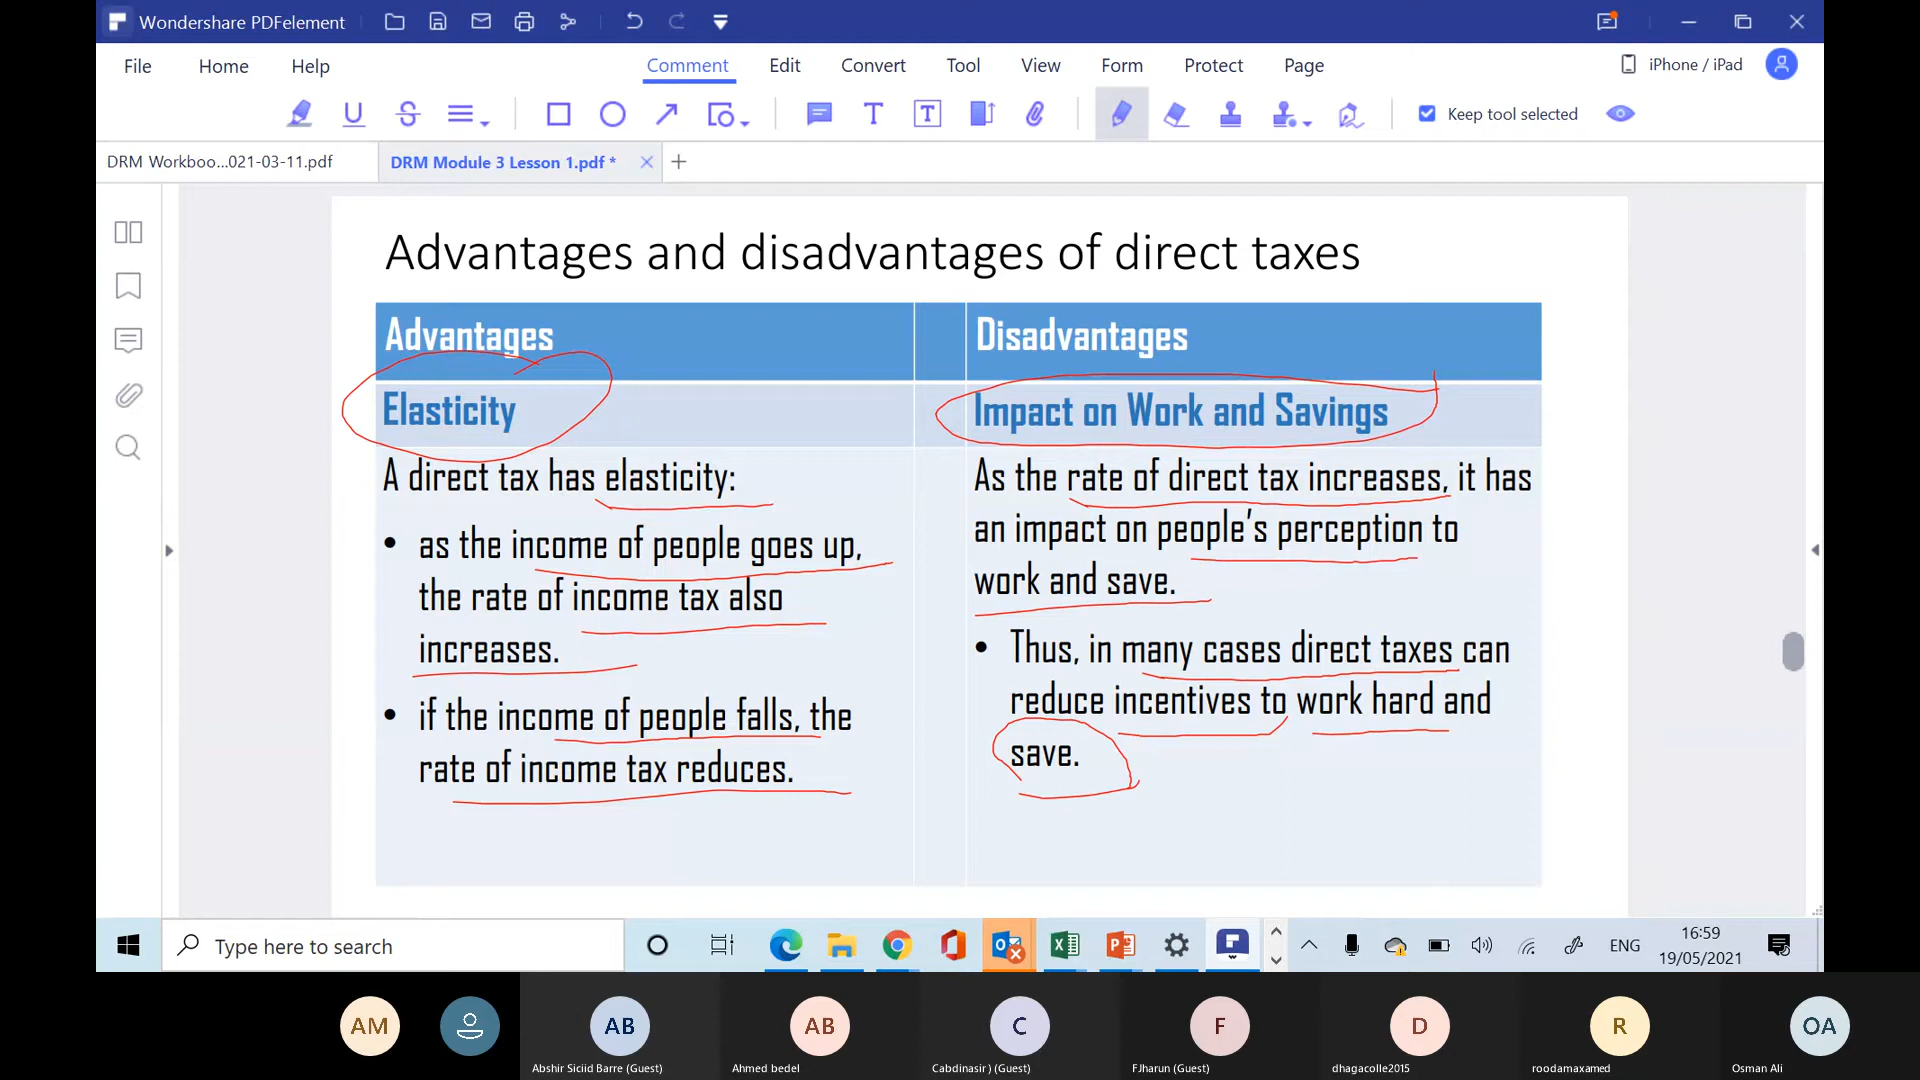 Wondershare PDFelement
File Home Help Comment Edit Convert Tool View Form Protect Page iPhone / iPad
Keep tool selected
DRM Workboo...021-03-11.pdf DRM Module 3 Lesson 1.pdf *
Advantages and disadvantages of direct taxes
Advantages
Elasticity
A direct tax has elasticity:
• as the income of people goes up,
the rate of income tax also
increases.
• if the income of people falls, the
rate of income tax reduces.
Disadvantages
Impact on Work and Savings
As the rate of direct tax increases, it has
an impact on people's perception to
work and save.
• Thus, in many cases direct taxes can
reduce incentives to work hard and
save.
Type here to search
ENG
16:59
19/05/2021
AM
AB
Abshir Siciid Barre (Guest)
AB
Ahmed bedel
C
Cabdinasir ) (Guest)
F
FJharun (Guest)
D
dhagacolle2015
R
roodamaxamed
OA
Osman Ali